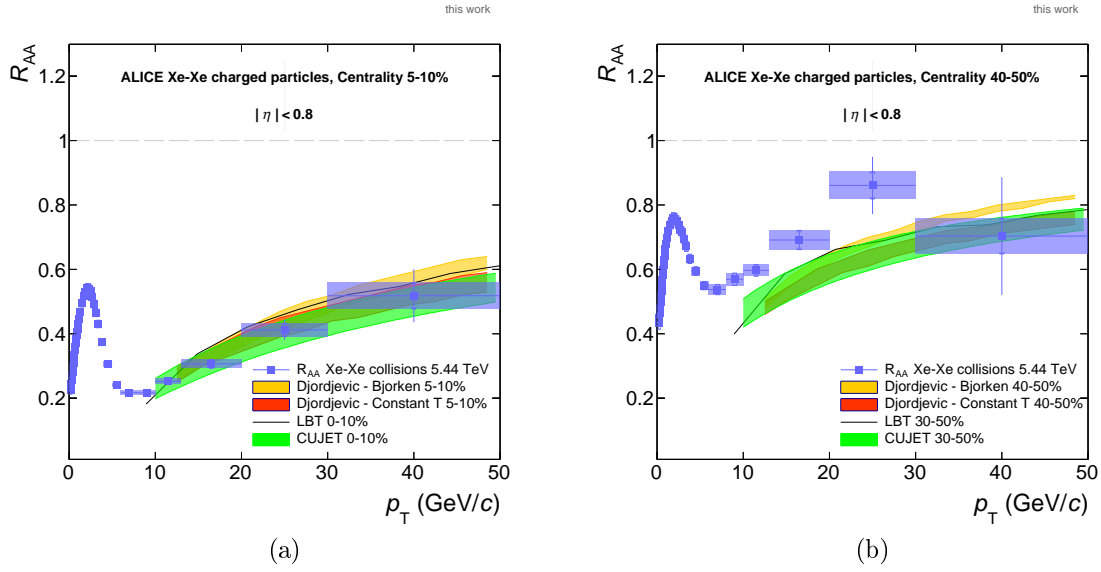 this work
R_AA
1.2
1
0.8
0.6
0.4
0.2
ALICE Xe-Xe charged particles, Centrality 5-10%
| η | < 0.8
R_AA Xe-Xe collisions 5.44 TeV
Djordjevic - Bjorken 5-10%
Djordjevic - Constant T 5-10%
LBT 0-10%
CUJET 0-10%
0 10 20 30 40 50
p_T (GeV/c)
(a)
this work
R_AA
1.2
1
0.8
0.6
0.4
0.2
ALICE Xe-Xe charged particles, Centrality 40-50%
| η | < 0.8
R_AA Xe-Xe collisions 5.44 TeV
Djordjevic - Bjorken 40-50%
Djordjevic - Constant T 40-50%
LBT 30-50%
CUJET 30-50%
0 10 20 30 40 50
p_T (GeV/c)
(b)